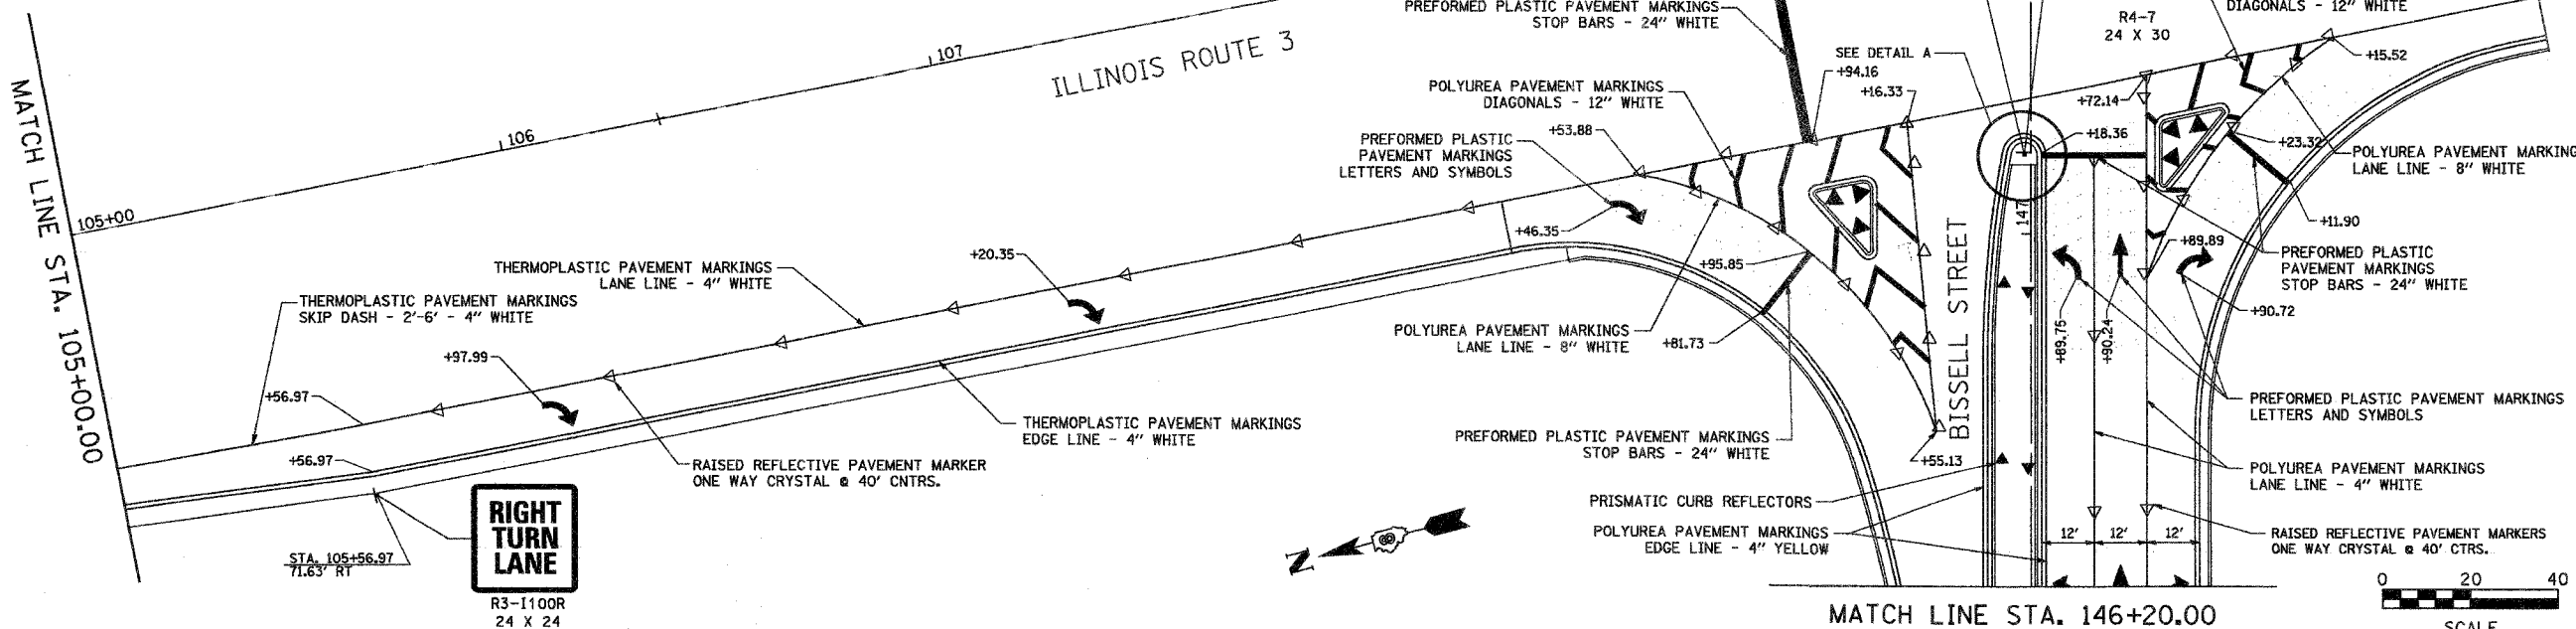 MATCH LINE STA. 105+00.00
105+00
106
107
ILLINOIS ROUTE 3
THERMOPLASTIC PAVEMENT MARKINGS
SKIP DASH - 2'-6' - 4" WHITE
THERMOPLASTIC PAVEMENT MARKINGS
LANE LINE - 4" WHITE
+20.35
+97.99
+56.97
+56.97
STA. 105+56.97
71.63' RT
RIGHT
TURN
LANE
R3-I100R
24 X 24
RAISED REFLECTIVE PAVEMENT MARKER
ONE WAY CRYSTAL @ 40' CNTRS.
THERMOPLASTIC PAVEMENT MARKINGS
EDGE LINE - 4" WHITE
N
PREFORMED PLASTIC PAVEMENT MARKINGS
STOP BARS - 24" WHITE
POLYUREA PAVEMENT MARKINGS
DIAGONALS - 12" WHITE
PREFORMED PLASTIC
PAVEMENT MARKINGS
LETTERS AND SYMBOLS
+53.88
+46.35
+95.85
+81.73
POLYUREA PAVEMENT MARKINGS
LANE LINE - 8" WHITE
PREFORMED PLASTIC PAVEMENT MARKINGS
STOP BARS - 24" WHITE
PRISMATIC CURB REFLECTORS
POLYUREA PAVEMENT MARKINGS
EDGE LINE - 4" YELLOW
SEE DETAIL A
+94.16
+16.33
+55.13
BISSELL STREET
147
R4-7
24 X 30
DIAGONALS - 12" WHITE
+15.52
+72.14
+18.36
+23.32
POLYUREA PAVEMENT MARKING
LANE LINE - 8" WHITE
+11.90
+89.89
PREFORMED PLASTIC
PAVEMENT MARKINGS
STOP BARS - 24" WHITE
+90.72
+89.75
+90.24
PREFORMED PLASTIC PAVEMENT MARKINGS
LETTERS AND SYMBOLS
POLYUREA PAVEMENT MARKINGS
LANE LINE - 4" WHITE
RAISED REFLECTIVE PAVEMENT MARKERS
ONE WAY CRYSTAL @ 40' CTRS.
12' 12' 12'
MATCH LINE STA. 146+20.00
0 20 40
SCALE